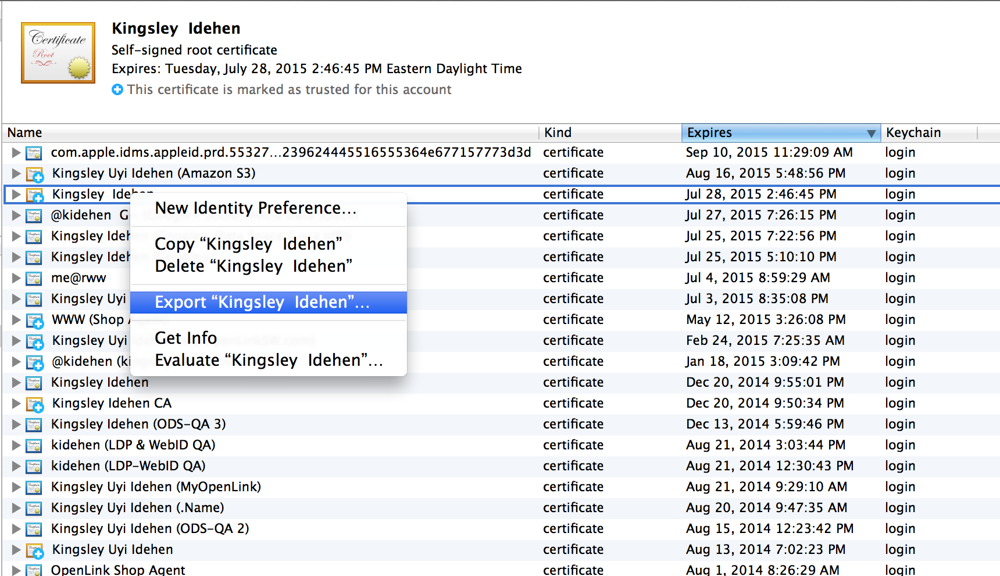 Certificate
Root
Kingsley  Idehen
Self-signed root certificate
Expires: Tuesday, July 28, 2015 2:46:45 PM Eastern Daylight Time
This certificate is marked as trusted for this account
Name Kind Expires Keychain
com.apple.idms.appleid.prd.55327...239624445516555364e677157773d3d certificate Sep 10, 2015 11:29:09 AM login
Kingsley Uyi Idehen (Amazon S3) certificate Aug 16, 2015 5:48:56 PM login
Kingsley  Idehen certificate Jul 28, 2015 2:46:45 PM login
New Identity Preference...
@kidehen certificate Jul 27, 2015 7:26:15 PM login
Kingsley certificate Jul 25, 2015 7:22:56 PM login
Copy “Kingsley  Idehen”
Kingsley certificate Jul 25, 2015 5:10:10 PM login
Delete “Kingsley  Idehen”
me@rww certificate Jul 4, 2015 8:59:29 AM login
Kingsley Uyi certificate Jul 3, 2015 8:35:08 PM login
Export “Kingsley  Idehen”...
WWW (Shop certificate May 12, 2015 3:26:08 PM login
Kingsley Uyi certificate Feb 24, 2015 7:25:35 AM login
Get Info
@kidehen certificate Jan 18, 2015 3:09:42 PM login
Evaluate “Kingsley  Idehen”...
Kingsley Idehen certificate Dec 20, 2014 9:55:01 PM login
Kingsley Idehen CA certificate Dec 20, 2014 9:50:34 PM login
Kingsley Idehen (ODS-QA 3) certificate Dec 13, 2014 5:59:46 PM login
kidehen (LDP & WebID QA) certificate Aug 21, 2014 3:03:44 PM login
kidehen (LDP-WebID QA) certificate Aug 21, 2014 12:30:43 PM login
Kingsley Uyi Idehen (MyOpenLink) certificate Aug 21, 2014 9:29:10 AM login
Kingsley Uyi Idehen (.Name) certificate Aug 20, 2014 9:47:35 AM login
Kingsley Uyi Idehen (ODS-QA 2) certificate Aug 15, 2014 12:23:42 PM login
Kingsley Uyi Idehen certificate Aug 13, 2014 7:02:23 PM login
OpenLink Shop Agent certificate Aug 1, 2014 8:26:29 AM login